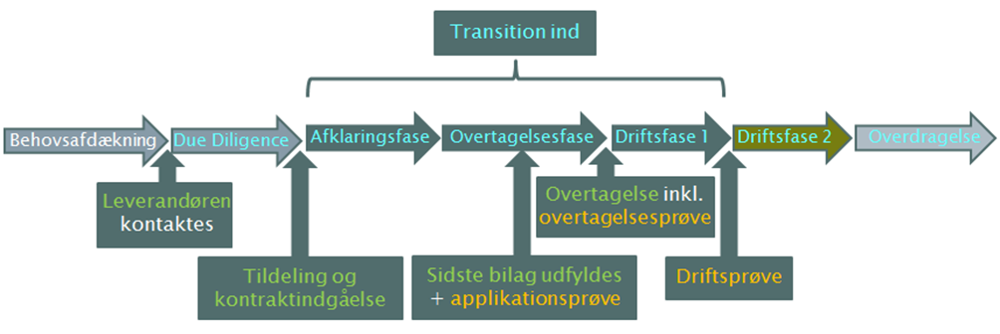 Transition ind
Behovsafdækning
Due Diligence
Afklaringsfase
Overtagelsesfase
Driftsfase 1
Driftsfase 2
Overdragelse
Leverandøren
kontaktes
Overtagelse inkl.
overtagelsesprøve
Tildeling og
kontraktindgåelse
Sidste bilag udfyldes
+ applikationsprøve
Driftsprøve